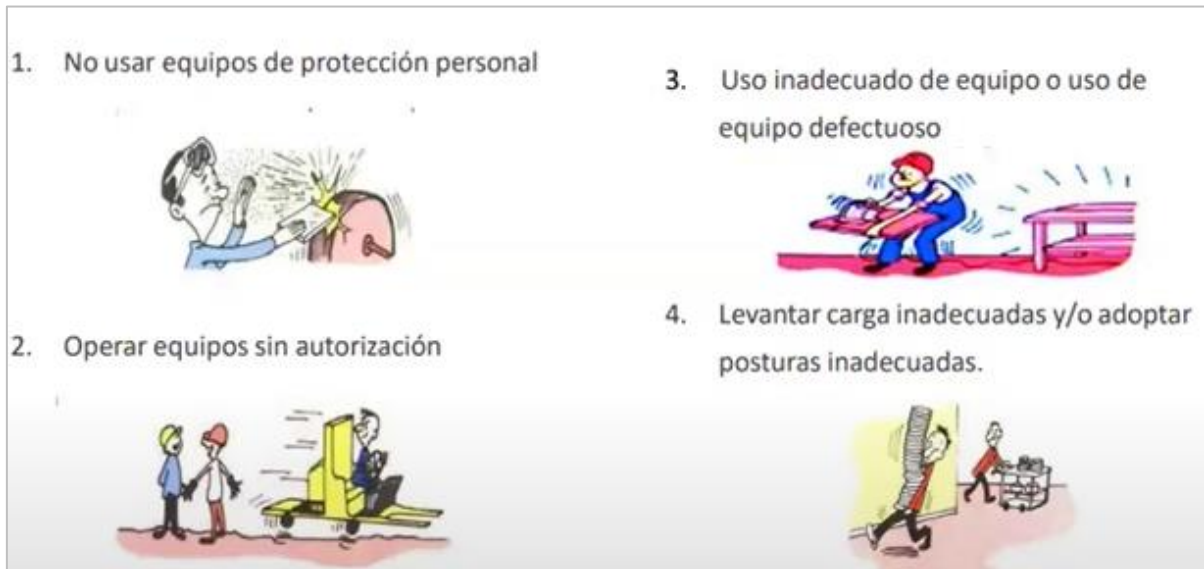 1. No usar equipos de protección personal
2. Operar equipos sin autorización
3. Uso inadecuado de equipo o uso de
equipo defectuoso
4. Levantar carga inadecuadas y/o adoptar
posturas inadecuadas.